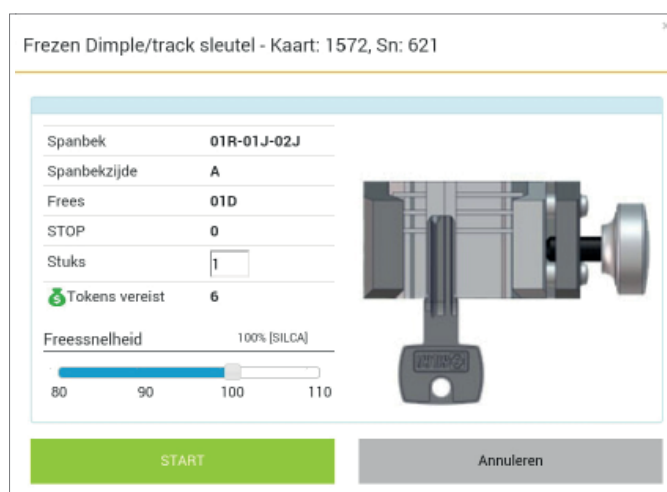 Frezen Dimple/track sleutel - Kaart: 1572, Sn: 621
Spanbek 01R-01J-02J
Spanbekzijde A
Frees 01D
STOP 0
Stuks 1
Tokens vereist 6
Freessnelheid 100% [SILCA]
80 90 100 110
START Annuleren